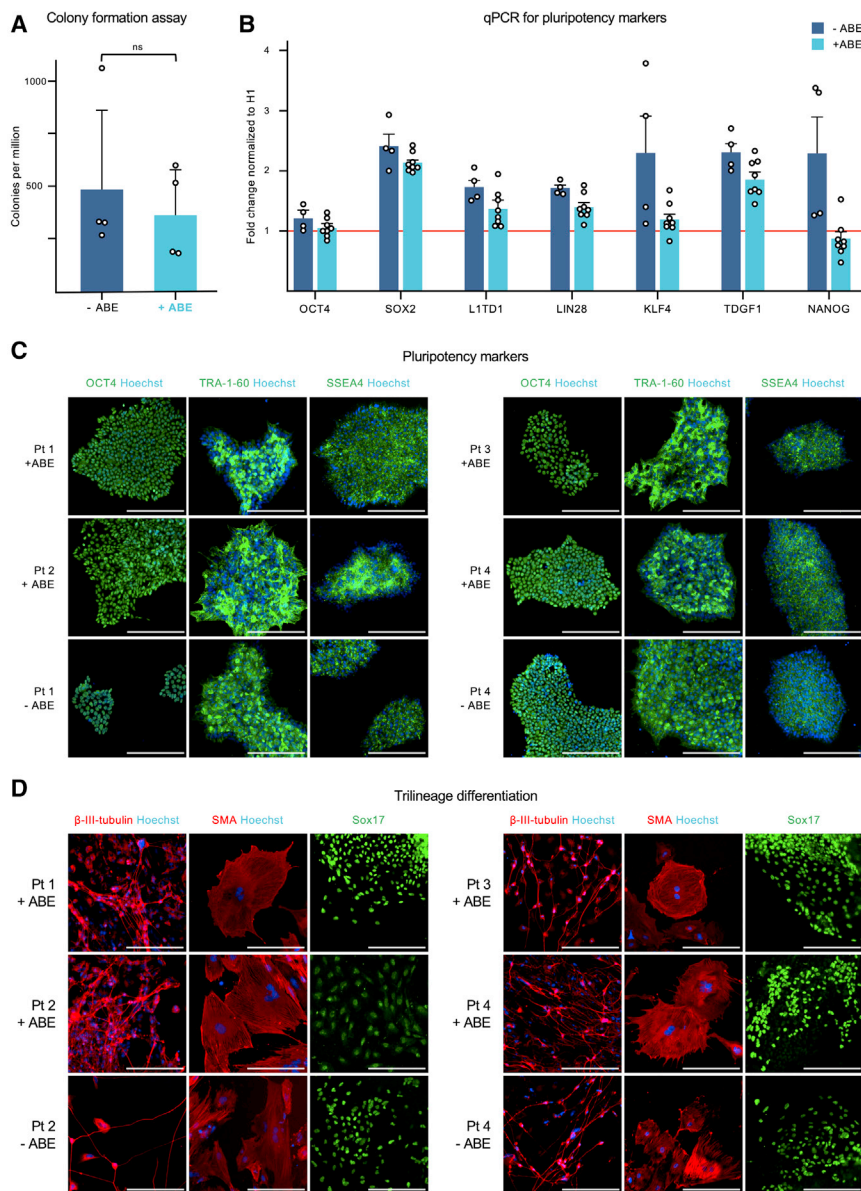 A
Colony formation assay
ns
1000
500
Colonies per million
- ABE
+ ABE
B
qPCR for pluripotency markers
- ABE
+ABE
4
3
2
1
Fold change normalized to H1
OCT4 SOX2 L1TD1 LIN28 KLF4 TDGF1 NANOG
C
Pluripotency markers
OCT4 Hoechst TRA-1-60 Hoechst SSEA4 Hoechst
Pt 1
+ABE
Pt 2
+ ABE
Pt 1
- ABE
OCT4 Hoechst TRA-1-60 Hoechst SSEA4 Hoechst
Pt 3
+ABE
Pt 4
+ABE
Pt 4
- ABE
D
Trilineage differentiation
β-III-tubulin Hoechst SMA Hoechst Sox17
Pt 1
+ ABE
Pt 2
+ ABE
Pt 2
- ABE
β-III-tubulin Hoechst SMA Hoechst Sox17
Pt 3
+ ABE
Pt 4
+ ABE
Pt 4
- ABE